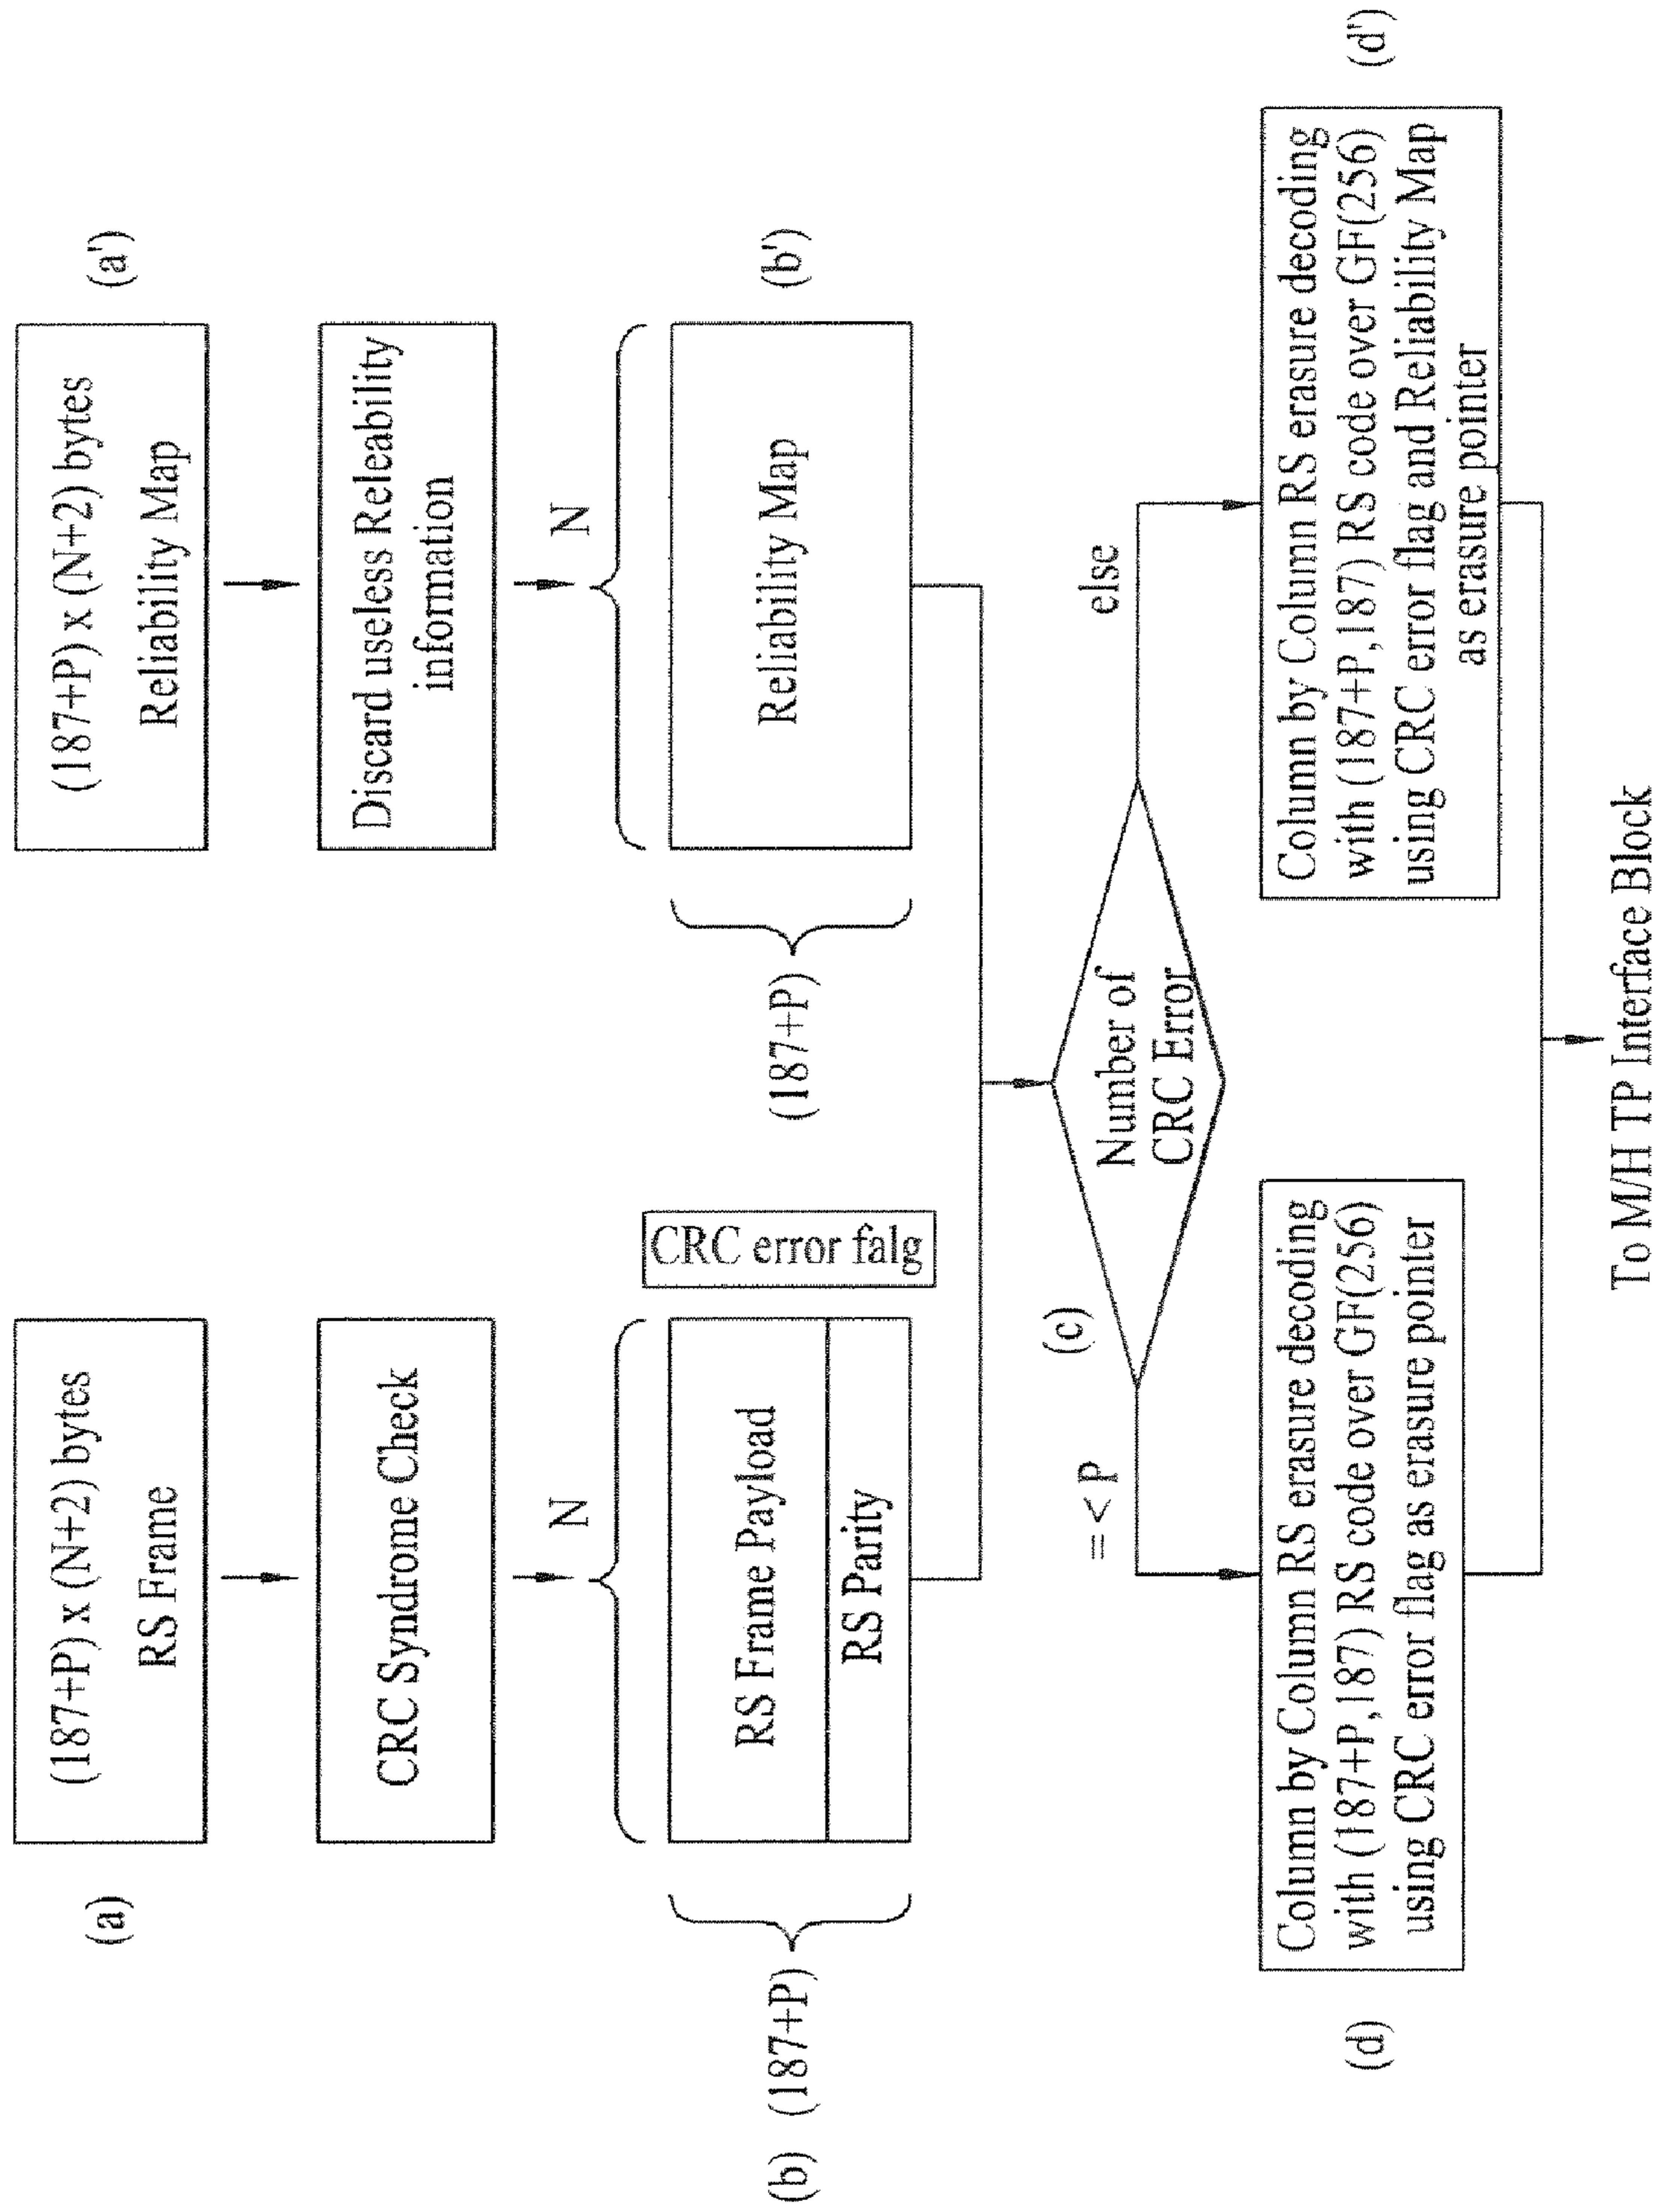 (a)
(187+P) x (N+2) bytes
RS Frame
(187+P) x (N+2) bytes
Reliability Map
(a')
CRC Syndrome Check
Discard useless Releability
information
N
N
(b)
(187+P)
RS Frame Payload
RS Parity
CRC error falg
(187+P)
Reliability Map
(b')
(c)
= < P
Number of
CRC Error
else
(d)
Column by Column RS erasure decoding
with (187+P,187) RS code over GF(256)
using CRC error flag as erasure pointer
Column by Column RS erasure decoding
with (187+P,187) RS code over GF(256)
using CRC error flag and Reliability Map
as erasure pointer
(d')
To M/H TP Interface Block